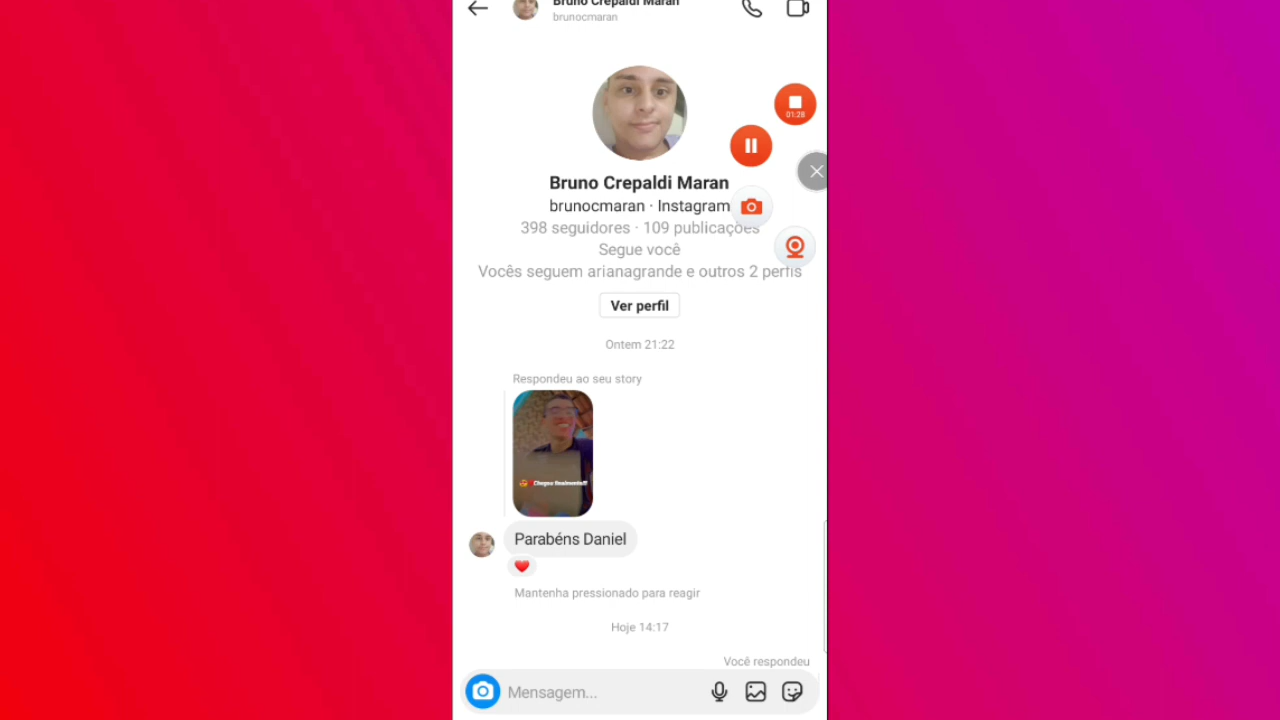 Bruno Crepaldi Maran
brunocmaran
01:28
Bruno Crepaldi Maran
brunocmaran · Instagram
398 seguidores · 109 publicações
Segue você
Vocês seguem arianagrande e outros 2 perfis
Ver perfil
Ontem 21:22
Respondeu ao seu story
Chegou finalmente!!!
Parabéns Daniel
Mantenha pressionado para reagir
Hoje 14:17
Você respondeu
Mensagem...